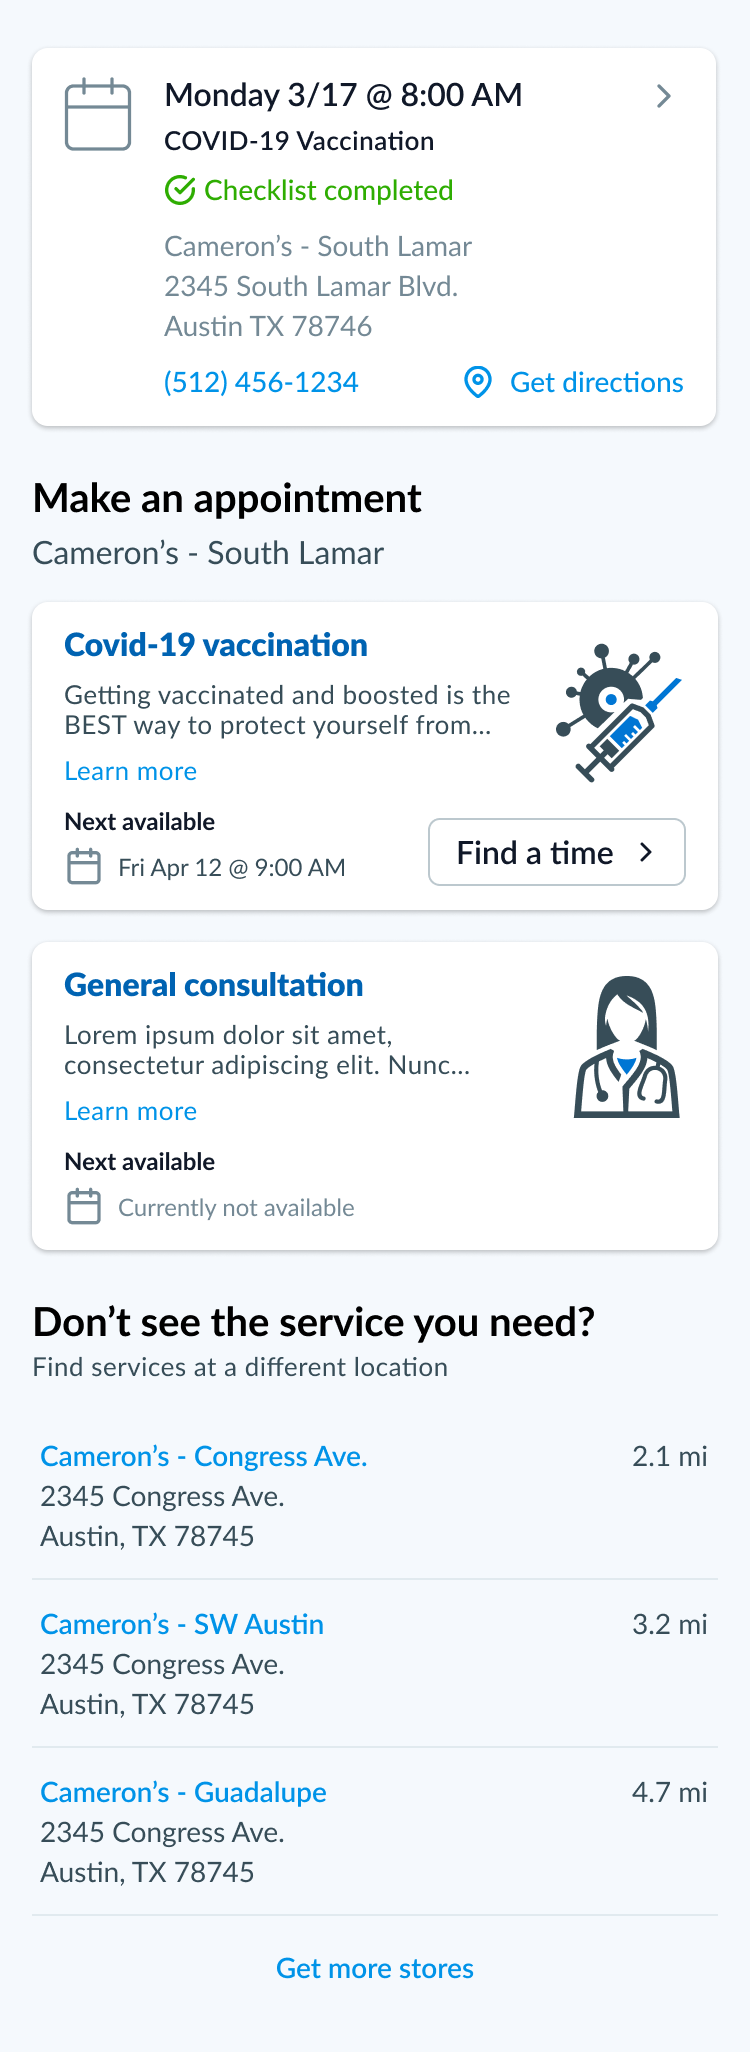 Monday 3/17 @ 8:00 AM
COVID-19 Vaccination
Checklist completed
Cameron’s - South Lamar
2345 South Lamar Blvd.
Austin TX 78746
(512) 456-1234
Get directions
Make an appointment
Cameron’s - South Lamar
Covid-19 vaccination
Getting vaccinated and boosted is the
BEST way to protect yourself from...
Learn more
Next available
Fri Apr 12 @ 9:00 AM
Find a time
General consultation
Lorem ipsum dolor sit amet,
consectetur adipiscing elit. Nunc...
Learn more
Next available
Currently not available
Don’t see the service you need?
Find services at a different location
Cameron’s - Congress Ave. 2.1 mi
2345 Congress Ave.
Austin, TX 78745
Cameron’s - SW Austin 3.2 mi
2345 Congress Ave.
Austin, TX 78745
Cameron’s - Guadalupe 4.7 mi
2345 Congress Ave.
Austin, TX 78745
Get more stores